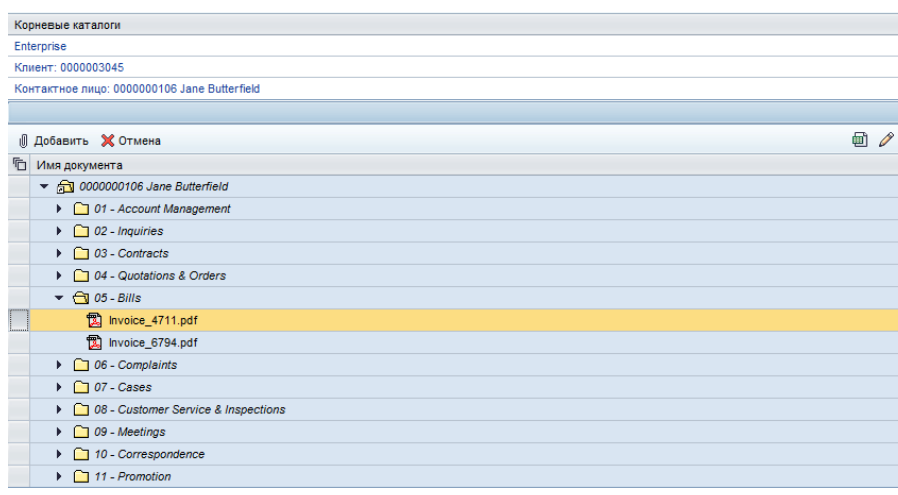 Корневые каталоги
Enterprise
Клиент: 0000003045
Контактное лицо: 0000000106 Jane Butterfield
Добавить Отмена
Имя документа
0000000106 Jane Butterfield
01 - Account Management
02 - Inquiries
03 - Contracts
04 - Quotations & Orders
05 - Bills
Invoice_4711.pdf
Invoice_6794.pdf
06 - Complaints
07 - Cases
08 - Customer Service & Inspections
09 - Meetings
10 - Correspondence
11 - Promotion